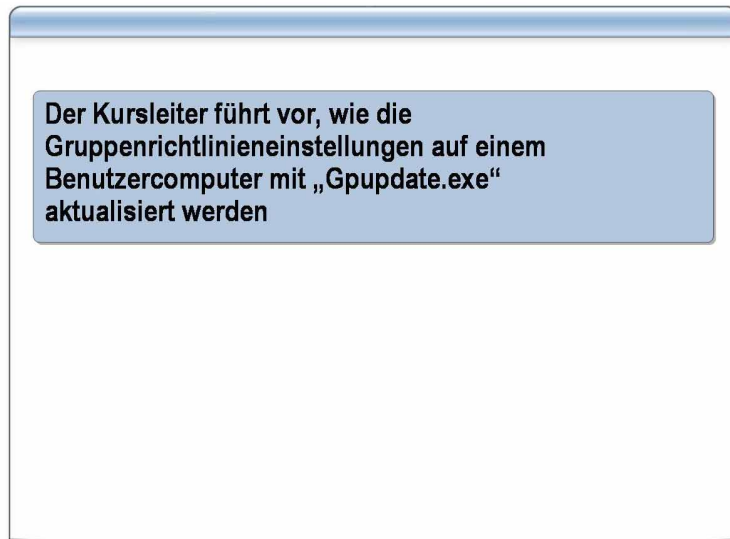 Der Kursleiter führt vor, wie die
Gruppenrichtlinieneinstellungen auf einem
Benutzercomputer mit „Gpupdate.exe“
aktualisiert werden